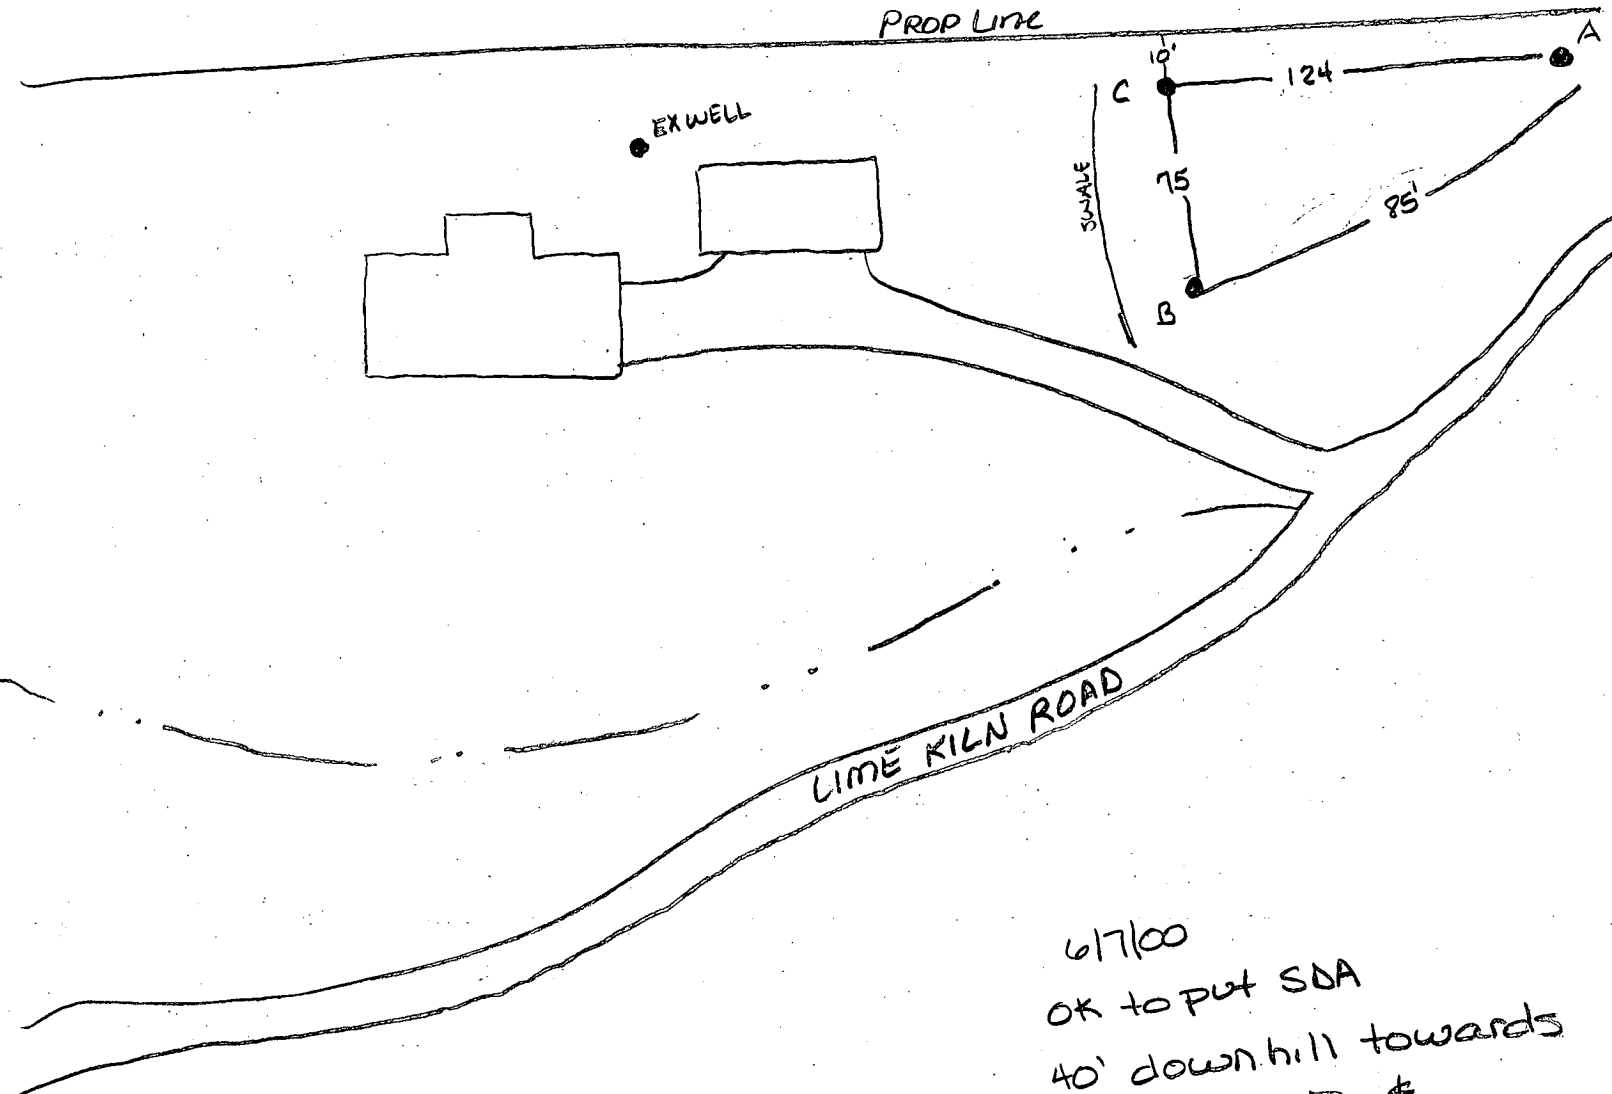 PROP LINE
A
10'
C
124
EX WELL
75
SWALE
85'
B
LIME KILN ROAD
6/7/00
OK to put SDA
40' downhill towards